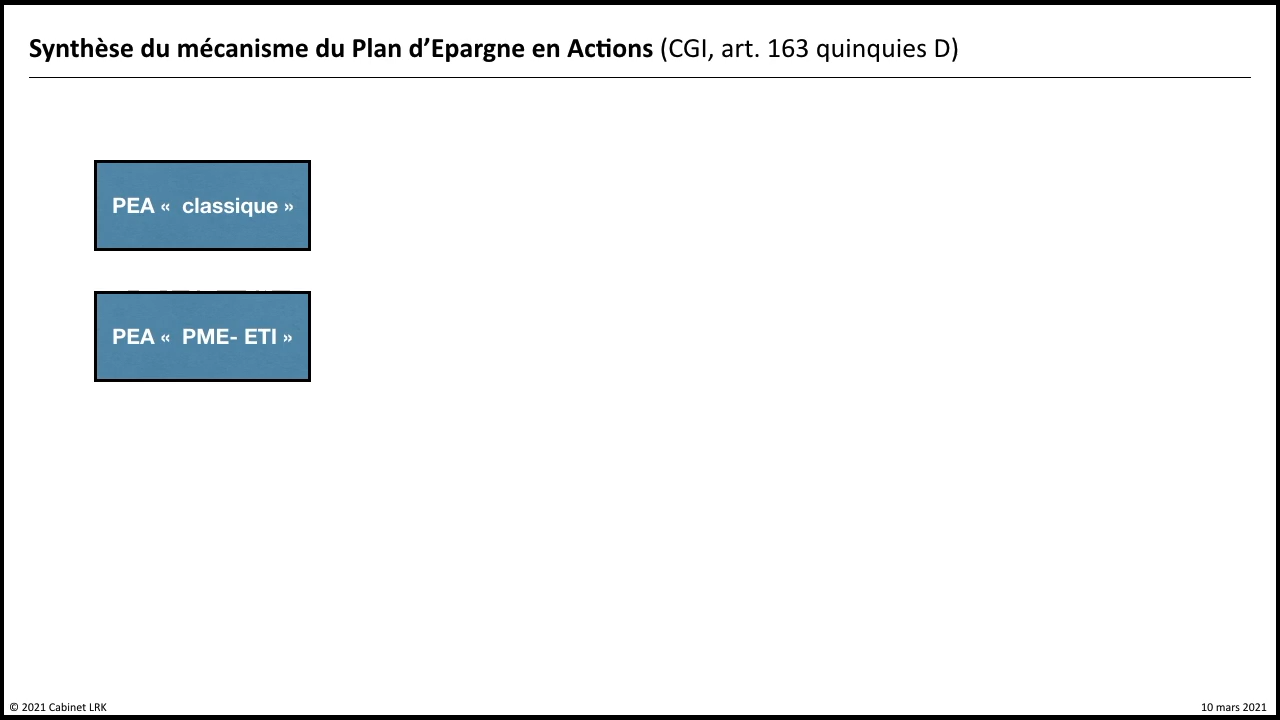 Synthèse du mécanisme du Plan d’Epargne en Actions (CGI, art. 163 quinquies D)
PEA «  classique »
PEA «  PME- ETI »
© 2021 Cabinet LRK
10 mars 2021